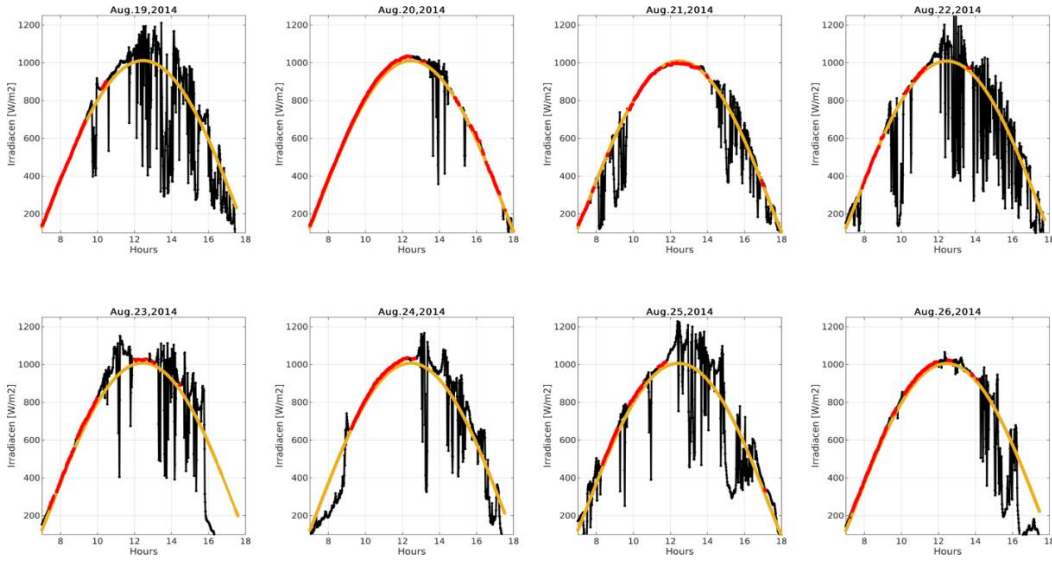 Aug.19,2014 Aug.20,2014 Aug.21,2014 Aug.22,2014
1200 1200 1200 1200
1000 1000 1000 1000
800 800 800 800
600 600 600 600
400 400 400 400
200 200 200 200
Irradiacen [W/m2] Irradiacen [W/m2] Irradiacen [W/m2] Irradiacen [W/m2]
8 10 12 14 16 18 8 10 12 14 16 18 8 10 12 14 16 18 8 10 12 14 16 18
Hours Hours Hours Hours
Aug.23,2014 Aug.24,2014 Aug.25,2014 Aug.26,2014
1200 1200 1200 1200
1000 1000 1000 1000
800 800 800 800
600 600 600 600
400 400 400 400
200 200 200 200
Irradiacen [W/m2] Irradiacen [W/m2] Irradiacen [W/m2] Irradiacen [W/m2]
8 10 12 14 16 18 8 10 12 14 16 18 8 10 12 14 16 18 8 10 12 14 16 18
Hours Hours Hours Hours